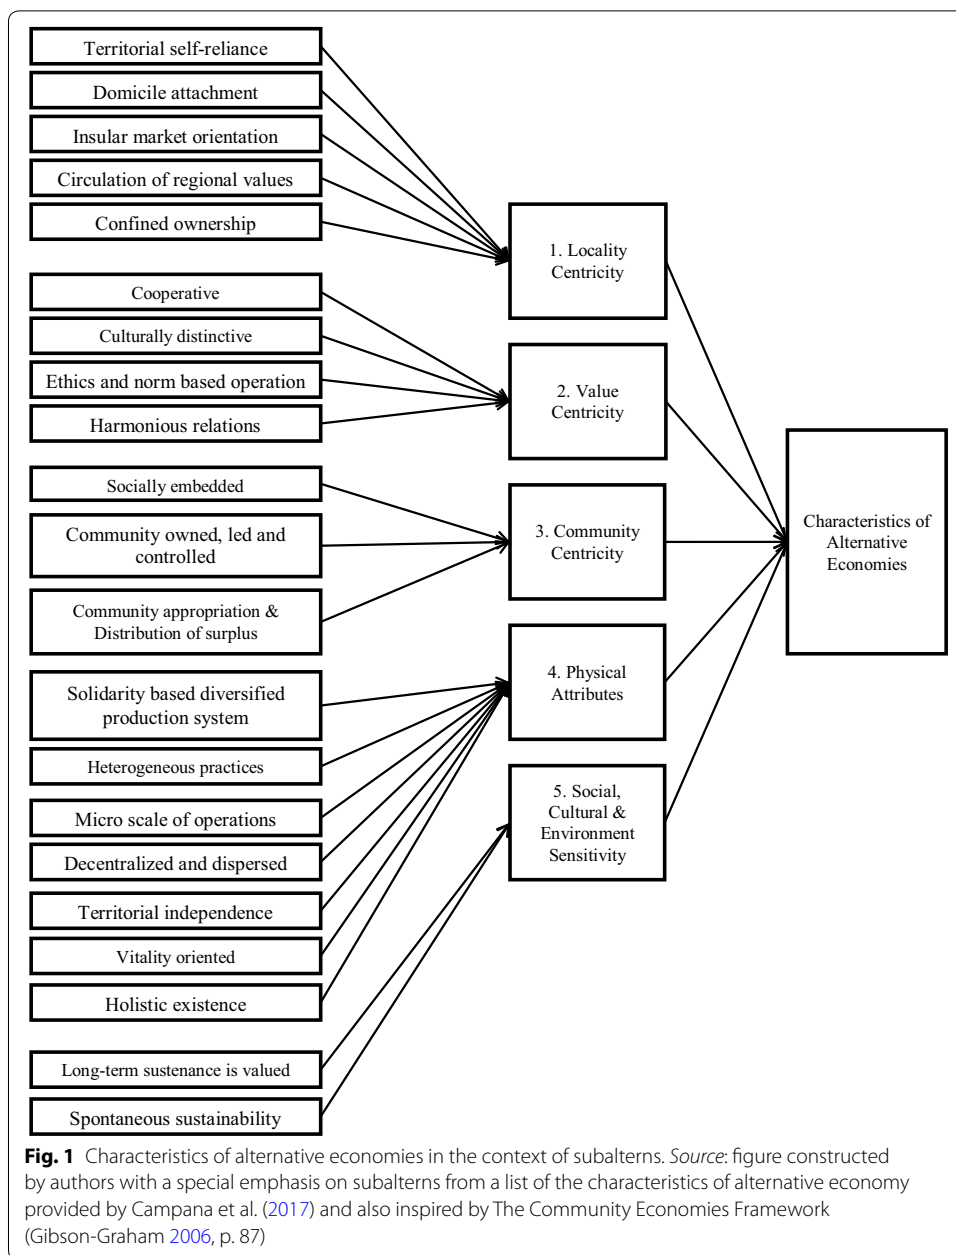 Territorial self-reliance
Domicile attachment
Insular market orientation
Circulation of regional values
Confined ownership
Cooperative
Culturally distinctive
Ethics and norm based operation
Harmonious relations
Socially embedded
Community owned, led and
controlled
Community appropriation &
Distribution of surplus
Solidarity based diversified
production system
Heterogeneous practices
Micro scale of operations
Decentralized and dispersed
Territorial independence
Vitality oriented
Holistic existence
Long-term sustenance is valued
Spontaneous sustainability
1. Locality
Centricity
2. Value
Centricity
3. Community
Centricity
4. Physical
Attributes
5. Social,
Cultural &
Environment
Sensitivity
Characteristics of
Alternative
Economies
Fig. 1 Characteristics of alternative economies in the context of subalterns. Source: figure constructed
by authors with a special emphasis on subalterns from a list of the characteristics of alternative economy
provided by Campana et al. (2017) and also inspired by The Community Economies Framework
(Gibson-Graham 2006, p. 87)